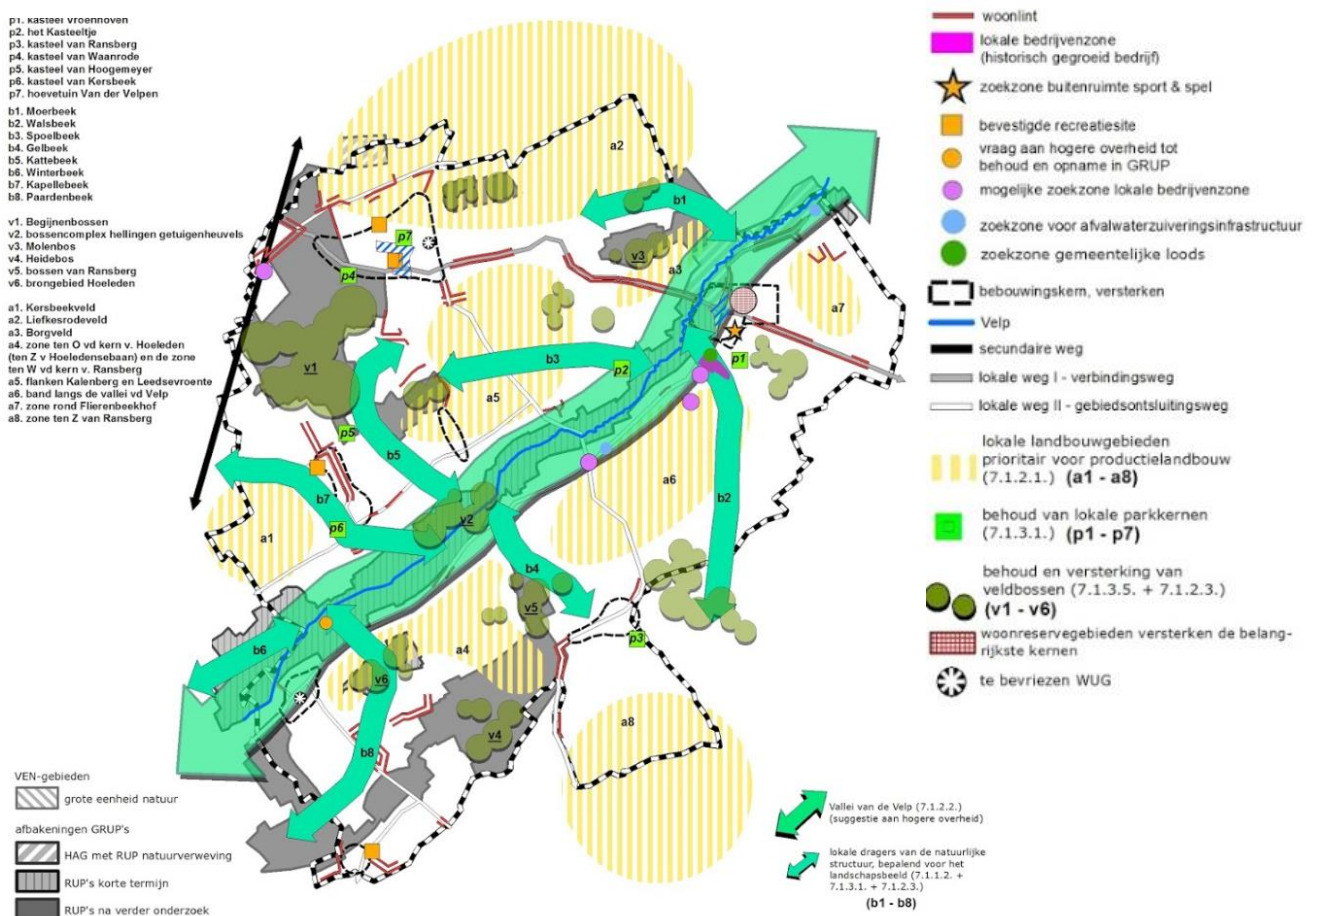 p1. kasteel Vroenhoven
p2. het Kasteeltje
p3. kasteel van Ransberg
p4. kasteel van Waanrode
p5. kasteel van Hoogemeyer
p6. kasteel van Kersbeek
p7. hoevetuin Van der Velpen
b1. Moerbeek
b2. Walsbeek
b3. Spoelbeek
b4. Gelbeek
b5. Kattebeek
b6. Winterbeek
b7. Kapellebeek
b8. Paardenbeek
v1. Begijnenbossen
v2. bossencomplex hellingen getuigenheuvels
v3. Molenbos
v4. Heidebos
v5. bossen van Ransberg
v6. brongebied Hoeleden
a1. Kersbeekveld
a2. Liefkesrodeveld
a3. Borgveld
a4. zone ten O vd kern v. Hoeleden
(ten Z v Hoeledensebaan) en de zone
ten W vd kern v. Ransberg
a5. flanken Kalenberg en Leedsevroente
a6. band langs de vallei vd Velp
a7. zone rond Flierenbeekhof
a8. zone ten Z van Ransberg
a2
b1
p7
v3
a3
p4
a7
b3
p2
p1
v1
a5
p5
b5
a6
b7
v2
b2
a1
p6
b4
v5
p3
b6
a4
v6
a8
v4
b8
VEN-gebieden
grote eenheid natuur
afbakeningen GRUP's
HAG met RUP natuurverweving
RUP's korte termijn
RUP's na verder onderzoek
Vallei van de Velp (7.1.2.2.)
(suggestie aan hogere overheid)
lokale dragers van de natuurlijke
structuur, bepalend voor het
landschapsbeeld (7.1.1.2. +
7.1.3.1. + 7.1.2.3.)
(b1 - b8)
woonlint
lokale bedrijvenzone
(historisch gegroeid bedrijf)
zoekzone buitenruimte sport & spel
bevestigde recreatiesite
vraag aan hogere overheid tot
behoud en opname in GRUP
mogelijke zoekzone lokale bedrijvenzone
zoekzone voor afvalwaterzuiveringsinfrastructuur
zoekzone gemeentelijke loods
bebouwingskern, versterken
Velp
secundaire weg
lokale weg I - verbindingsweg
lokale weg II - gebiedsontsluitingsweg
lokale landbouwgebieden
prioritair voor productielandbouw
(7.1.2.1.) (a1 - a8)
behoud van lokale parkkernen
(7.1.3.1.) (p1 - p7)
behoud en versterking van
veldbossen (7.1.3.5. + 7.1.2.3.)
(v1 - v6)
woonreservegebieden versterken de belang-
rijkste kernen
te bevriezen WUG